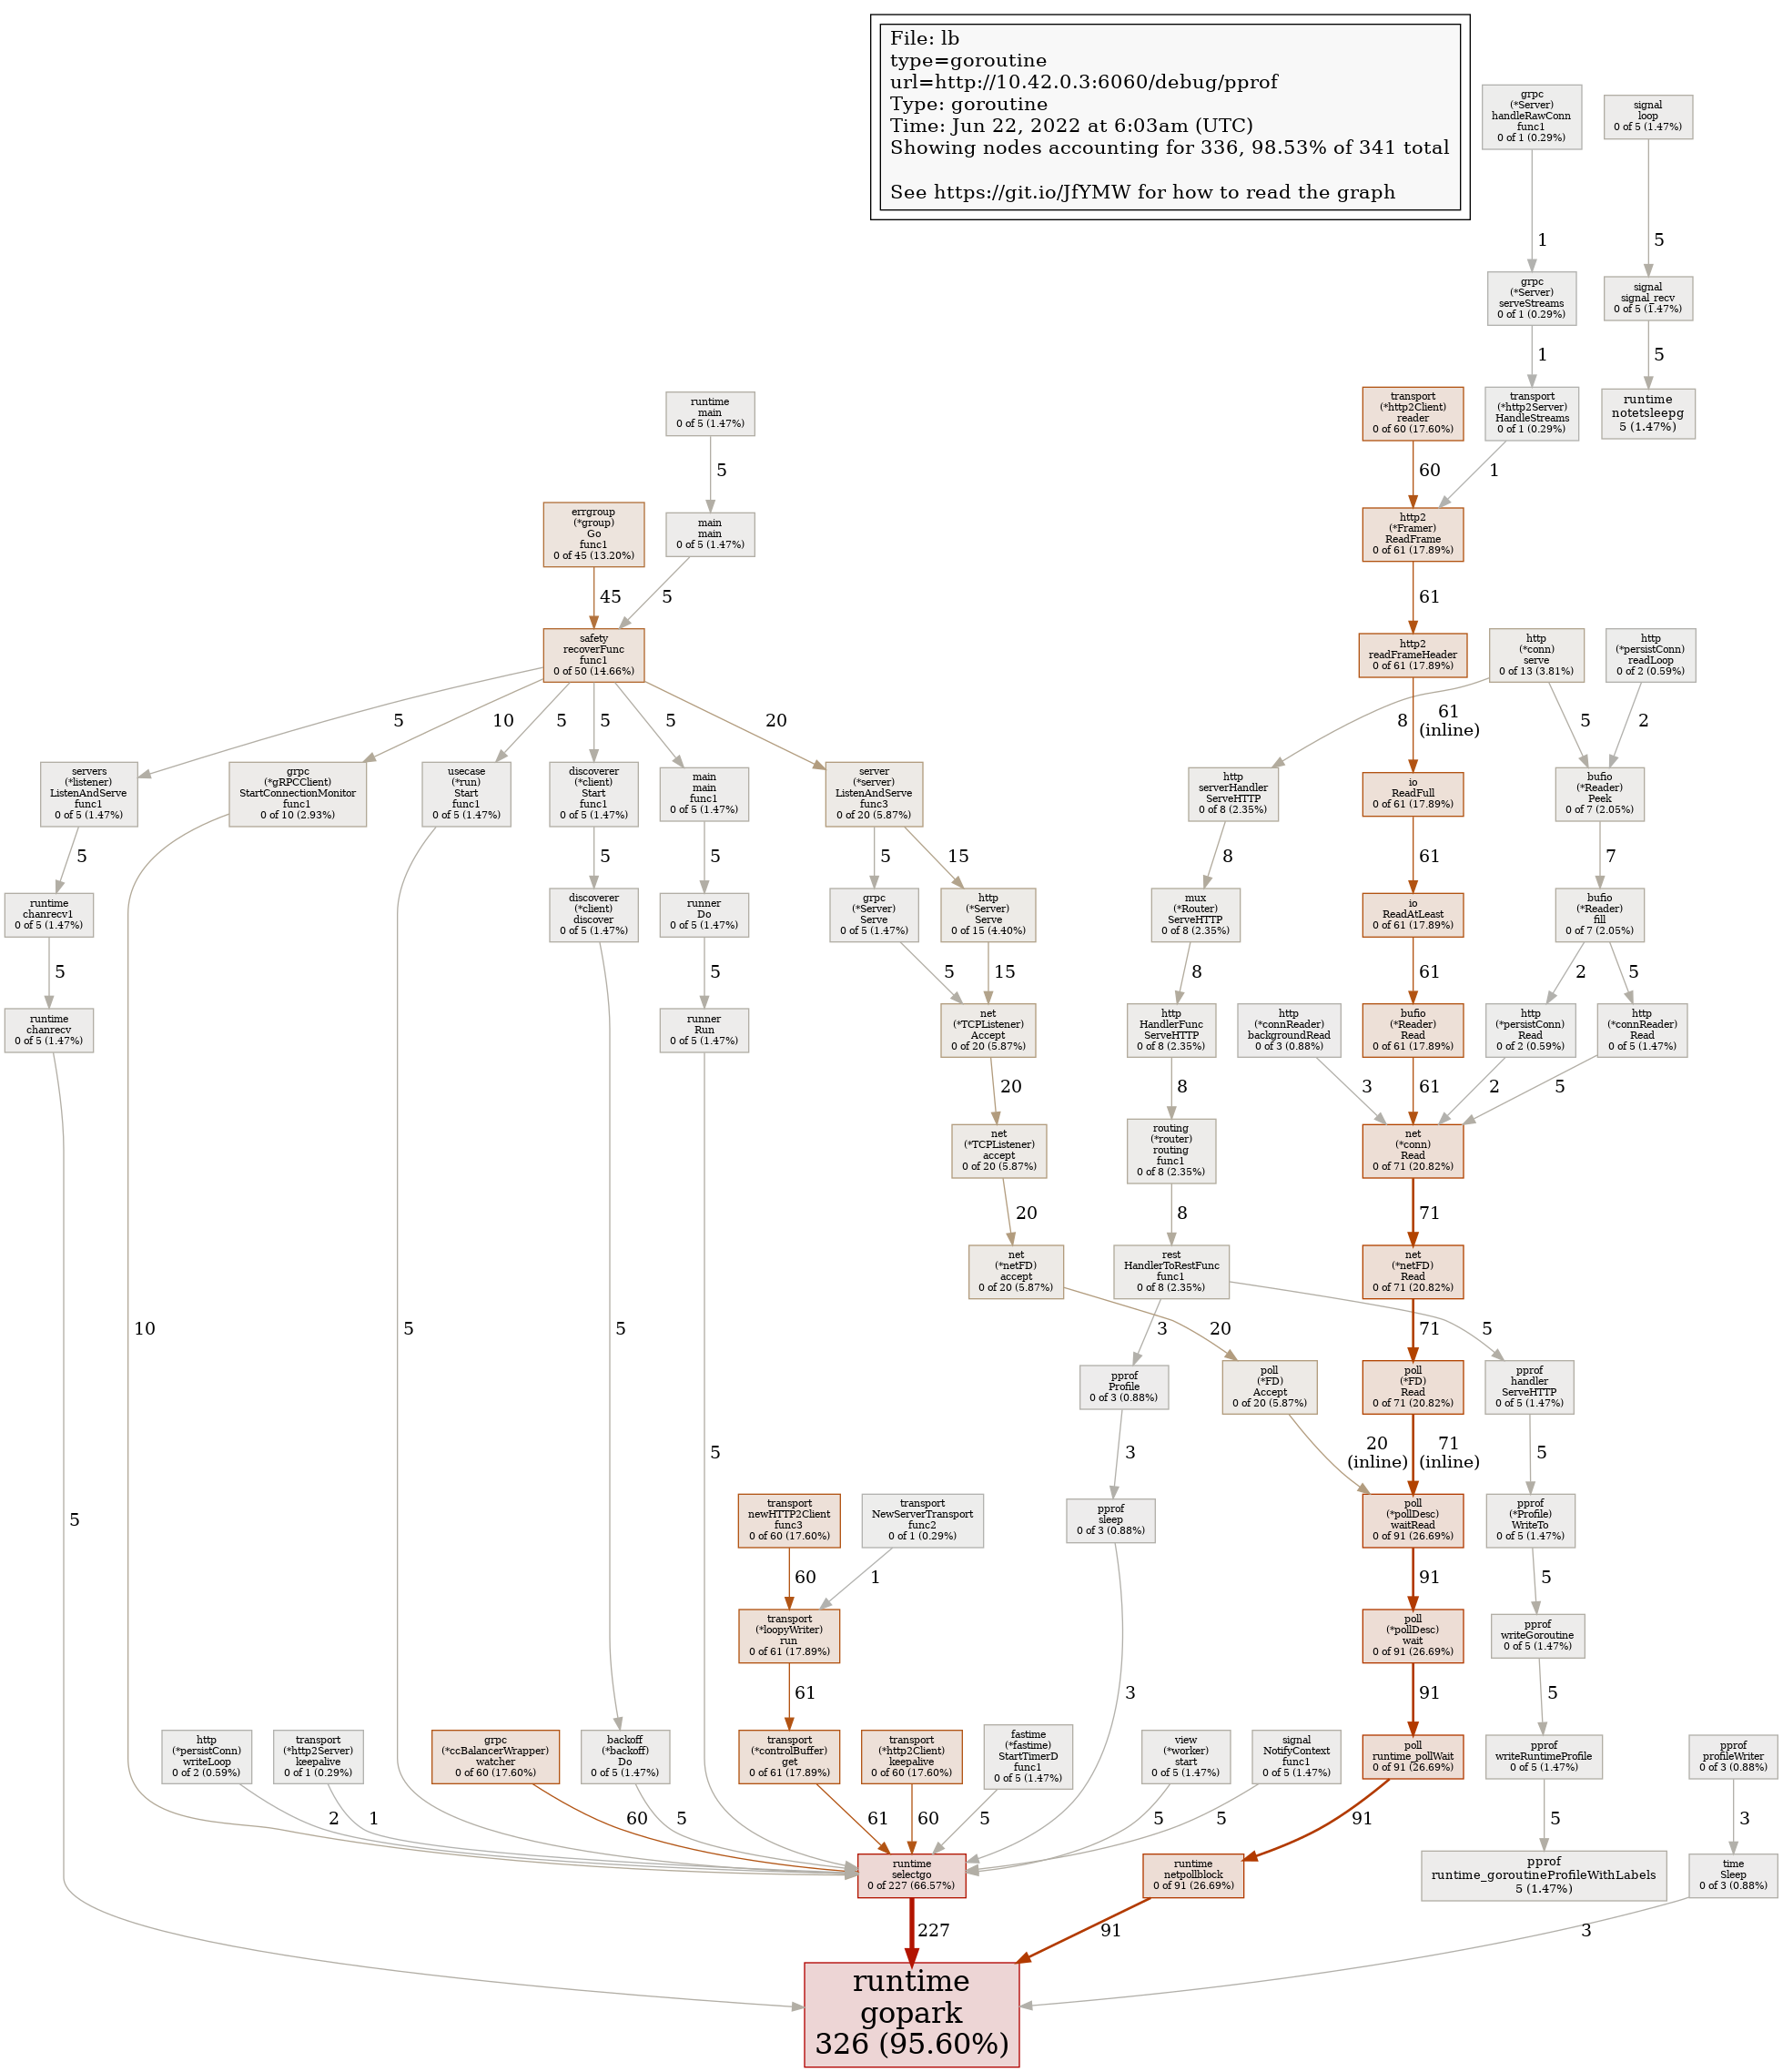 File: lb
type=goroutine
url=http://10.42.0.3:6060/debug/pprof
Type: goroutine
Time: Jun 22, 2022 at 6:03am (UTC)
Showing nodes accounting for 336, 98.53% of 341 total
See https://git.io/JfYMW for how to read the graph
grpc
(*Server)
handleRawConn
func1
0 of 1 (0.29%)
signal
loop
0 of 5 (1.47%)
1
5
grpc
(*Server)
serveStreams
0 of 1 (0.29%)
signal
signal_recv
0 of 5 (1.47%)
1
5
runtime
main
0 of 5 (1.47%)
transport
(*http2Client)
reader
0 of 60 (17.60%)
transport
(*http2Server)
HandleStreams
0 of 1 (0.29%)
runtime
notetsleepg
5 (1.47%)
5
60
1
errgroup
(*group)
Go
func1
0 of 45 (13.20%)
main
main
0 of 5 (1.47%)
http2
(*Framer)
ReadFrame
0 of 61 (17.89%)
45
5
61
safety
recoverFunc
func1
0 of 50 (14.66%)
http2
readFrameHeader
0 of 61 (17.89%)
http
(*conn)
serve
0 of 13 (3.81%)
http
(*persistConn)
readLoop
0 of 2 (0.59%)
5
10
5
5
5
20
8
61
(inline)
5
2
servers
(*listener)
ListenAndServe
func1
0 of 5 (1.47%)
grpc
(*gRPCClient)
StartConnectionMonitor
func1
0 of 10 (2.93%)
usecase
(*run)
Start
func1
0 of 5 (1.47%)
discoverer
(*client)
Start
func1
0 of 5 (1.47%)
main
main
func1
0 of 5 (1.47%)
server
(*server)
ListenAndServe
func3
0 of 20 (5.87%)
http
serverHandler
ServeHTTP
0 of 8 (2.35%)
io
ReadFull
0 of 61 (17.89%)
bufio
(*Reader)
Peek
0 of 7 (2.05%)
5
5
5
5
15
8
61
7
runtime
chanrecv1
0 of 5 (1.47%)
discoverer
(*client)
discover
0 of 5 (1.47%)
runner
Do
0 of 5 (1.47%)
grpc
(*Server)
Serve
0 of 5 (1.47%)
http
(*Server)
Serve
0 of 15 (4.40%)
mux
(*Router)
ServeHTTP
0 of 8 (2.35%)
io
ReadAtLeast
0 of 61 (17.89%)
bufio
(*Reader)
fill
0 of 7 (2.05%)
5
5
5
15
8
61
2
5
runtime
chanrecv
0 of 5 (1.47%)
runner
Run
0 of 5 (1.47%)
net
(*TCPListener)
Accept
0 of 20 (5.87%)
http
HandlerFunc
ServeHTTP
0 of 8 (2.35%)
http
(*connReader)
backgroundRead
0 of 3 (0.88%)
bufio
(*Reader)
Read
0 of 61 (17.89%)
http
(*persistConn)
Read
0 of 2 (0.59%)
http
(*connReader)
Read
0 of 5 (1.47%)
20
8
3
61
2
5
net
(*TCPListener)
accept
0 of 20 (5.87%)
routing
(*router)
routing
func1
0 of 8 (2.35%)
net
(*conn)
Read
0 of 71 (20.82%)
20
8
71
net
(*netFD)
accept
0 of 20 (5.87%)
rest
HandlerToRestFunc
func1
0 of 8 (2.35%)
net
(*netFD)
Read
0 of 71 (20.82%)
10
5
5
3
20
71
5
pprof
Profile
0 of 3 (0.88%)
poll
(*FD)
Accept
0 of 20 (5.87%)
poll
(*FD)
Read
0 of 71 (20.82%)
pprof
handler
ServeHTTP
0 of 5 (1.47%)
5
3
20
(inline)
71
(inline)
5
5
transport
newHTTP2Client
func3
0 of 60 (17.60%)
transport
NewServerTransport
func2
0 of 1 (0.29%)
pprof
sleep
0 of 3 (0.88%)
poll
(*pollDesc)
waitRead
0 of 91 (26.69%)
pprof
(*Profile)
WriteTo
0 of 5 (1.47%)
60
1
91
5
transport
(*loopyWriter)
run
0 of 61 (17.89%)
poll
(*pollDesc)
wait
0 of 91 (26.69%)
pprof
writeGoroutine
0 of 5 (1.47%)
61
3
91
5
http
(*persistConn)
writeLoop
0 of 2 (0.59%)
transport
(*http2Server)
keepalive
0 of 1 (0.29%)
grpc
(*ccBalancerWrapper)
watcher
0 of 60 (17.60%)
backoff
(*backoff)
Do
0 of 5 (1.47%)
transport
(*controlBuffer)
get
0 of 61 (17.89%)
transport
(*http2Client)
keepalive
0 of 60 (17.60%)
fastime
(*fastime)
StartTimerD
func1
0 of 5 (1.47%)
view
(*worker)
start
0 of 5 (1.47%)
signal
NotifyContext
func1
0 of 5 (1.47%)
poll
runtime_pollWait
0 of 91 (26.69%)
pprof
writeRuntimeProfile
0 of 5 (1.47%)
pprof
profileWriter
0 of 3 (0.88%)
2
1
60
5
61
60
5
5
5
91
5
3
runtime
selectgo
0 of 227 (66.57%)
runtime
netpollblock
0 of 91 (26.69%)
pprof
runtime_goroutineProfileWithLabels
5 (1.47%)
time
Sleep
0 of 3 (0.88%)
227
91
3
runtime
gopark
326 (95.60%)